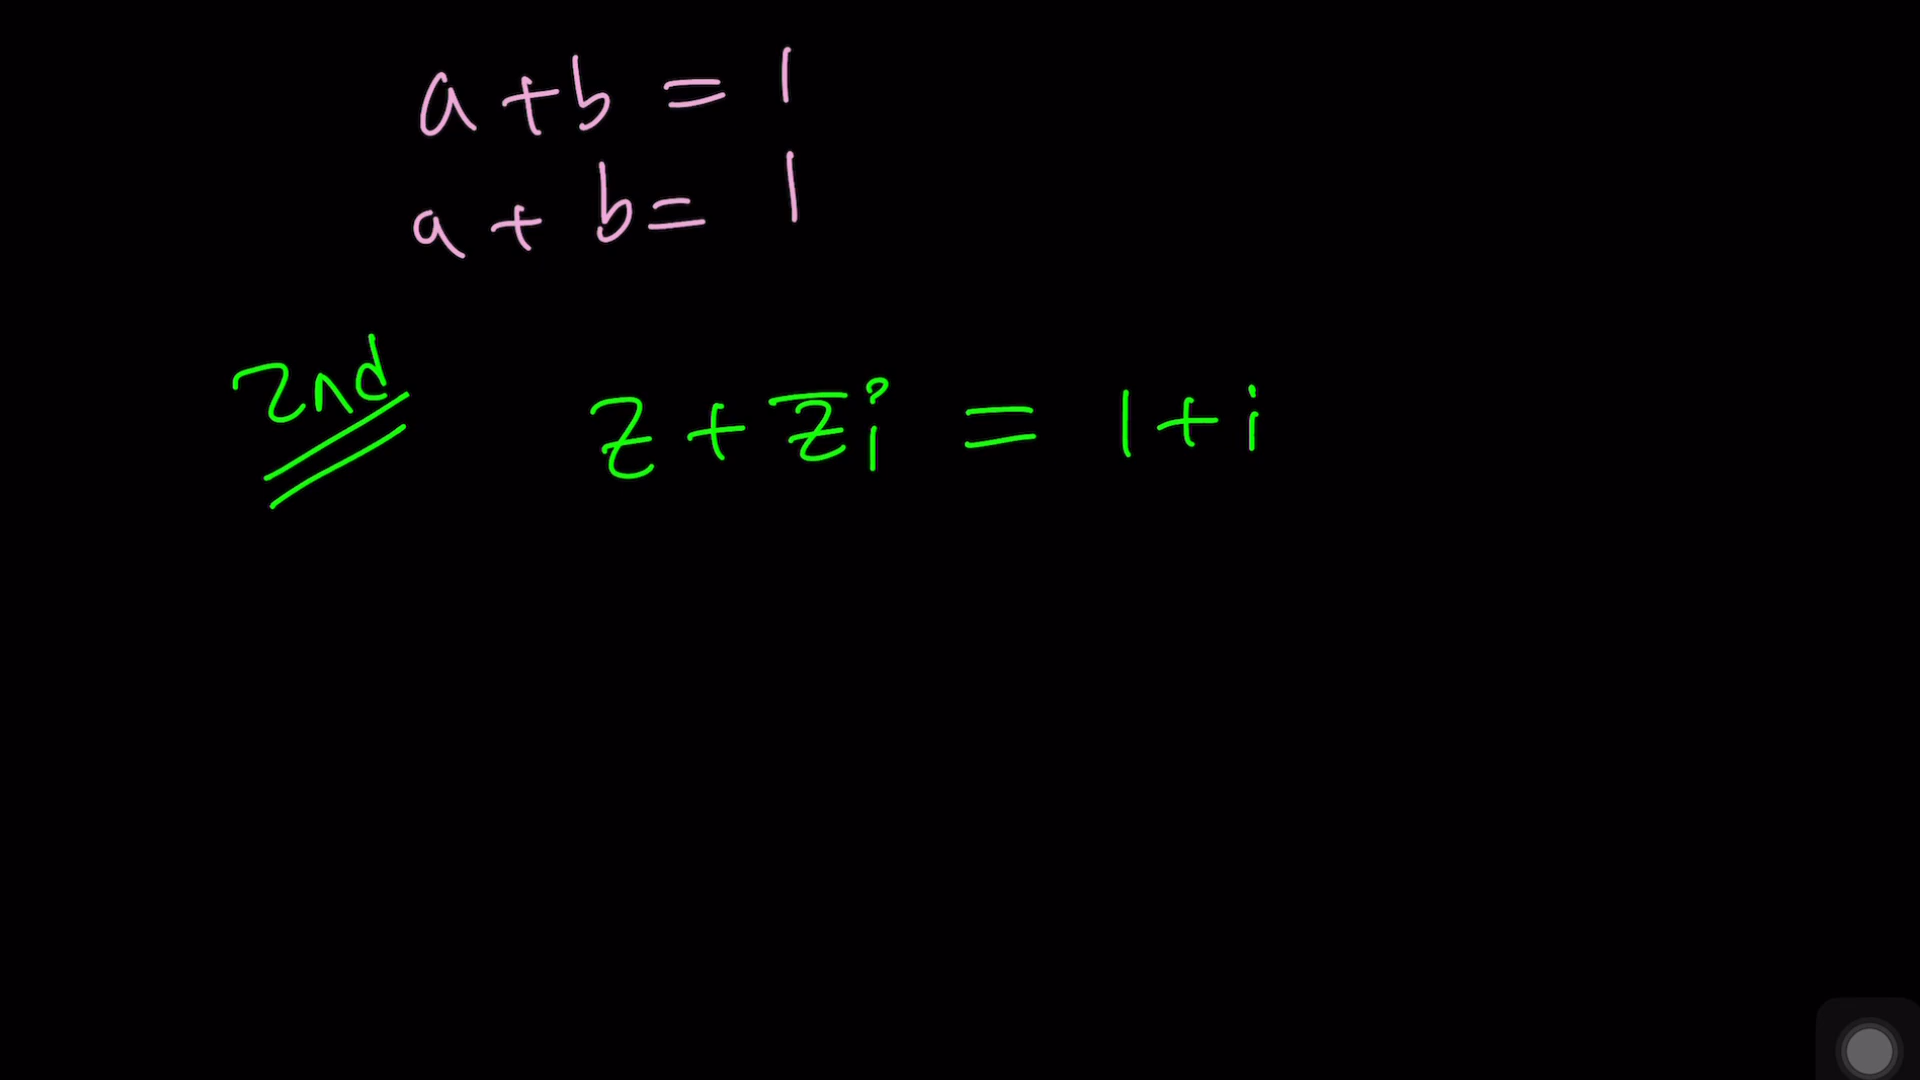 a + b = 1
a + b = 1
2nd z + z̅i = 1 + i